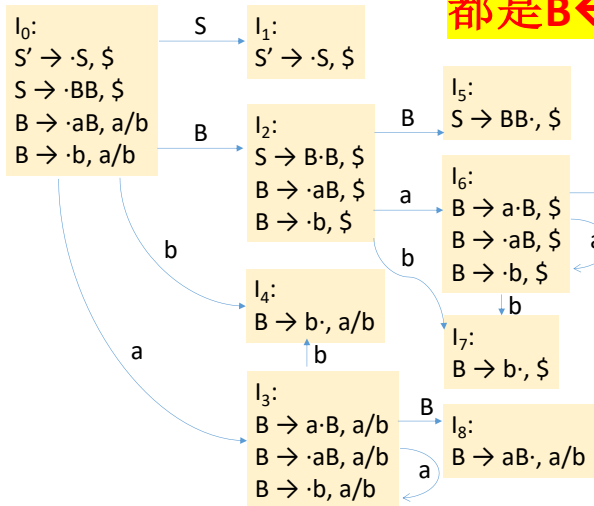 都是B←
I₀:
S’ → ·S, $
S → ·BB, $
B → ·aB, a/b
B → ·b, a/b
S
I₁:
S’ → ·S, $
B
I₂:
S → B·B, $
B → ·aB, $
B → ·b, $
B
I₅:
S → BB·, $
a
I₆:
B → a·B, $
B → ·aB, $
B → ·b, $
a
b
b
b
I₄:
B → b·, a/b
I₇:
B → b·, $
a
b
I₃:
B → a·B, a/b
B → ·aB, a/b
B → ·b, a/b
B
a
I₈:
B → aB·, a/b